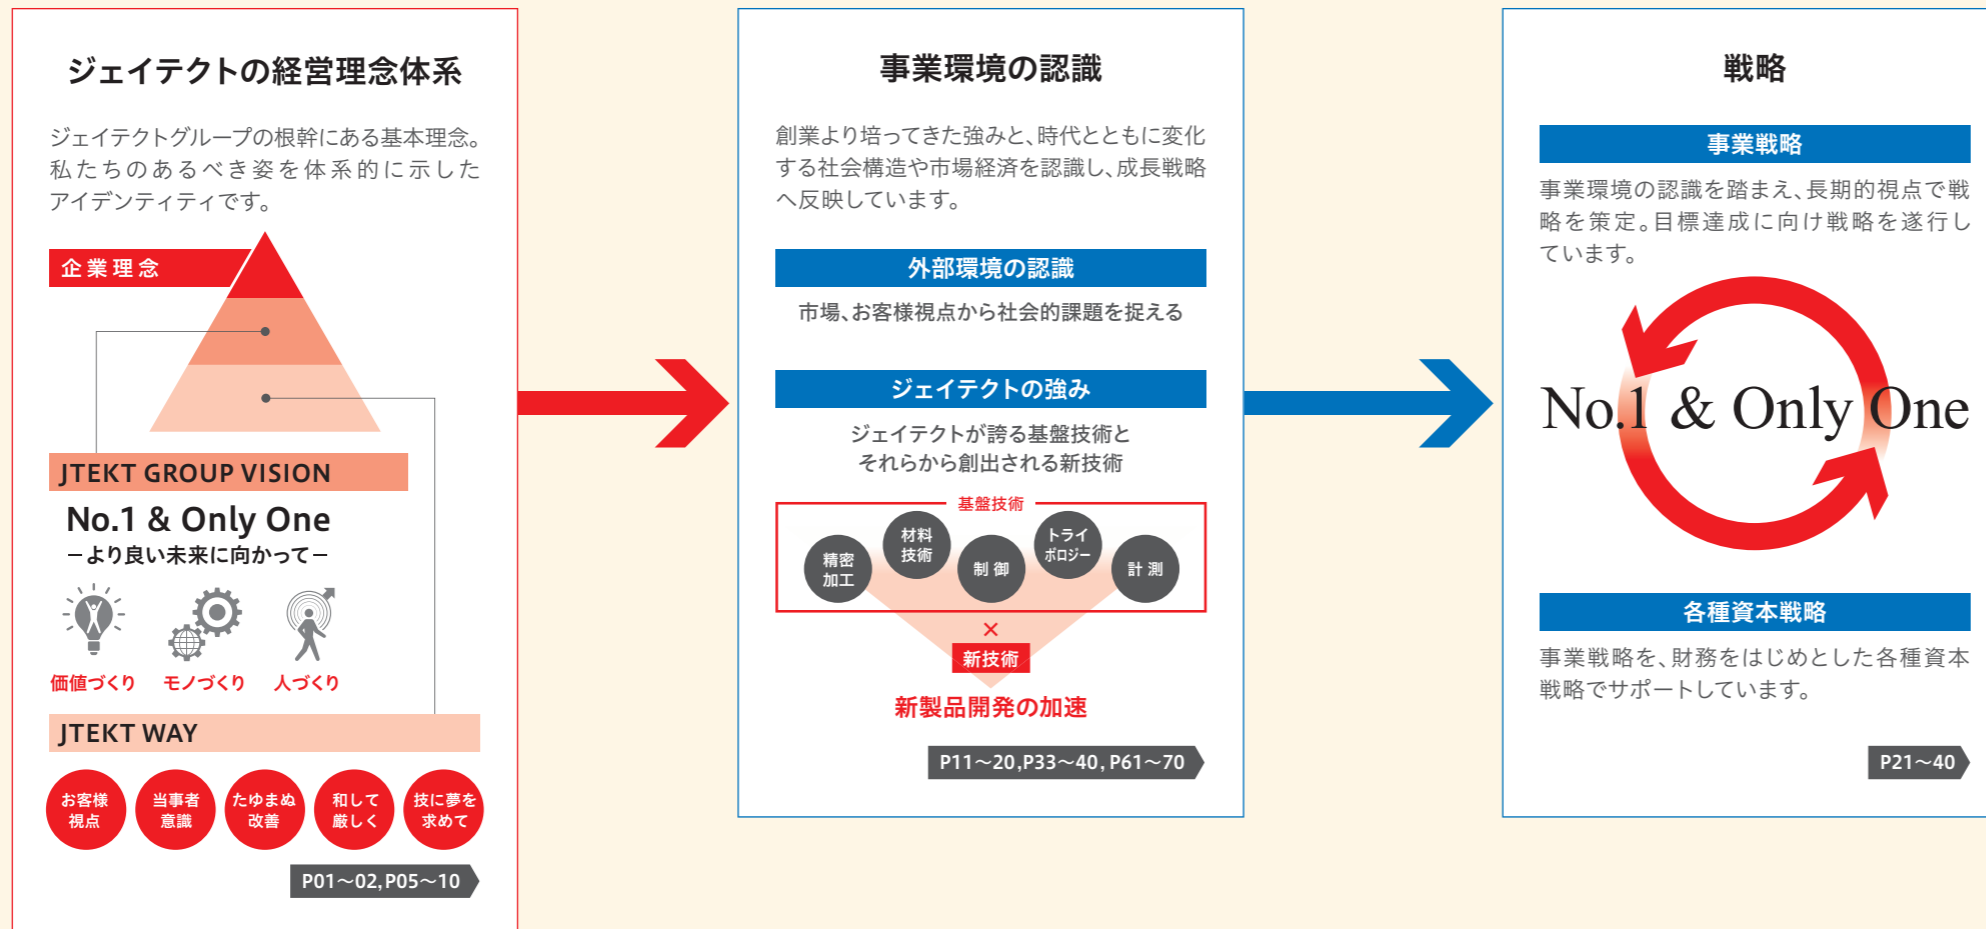 ジェイテクトの経営理念体系
ジェイテクトグループの根幹にある基本理念。
私たちのあるべき姿を体系的に示した
アイデンティティです。
企業理念
JTEKT GROUP VISION
No.1 & Only One
－より良い未来に向かって－
価値づくり
モノづくり
人づくり
JTEKT WAY
お客様
視点
当事者
意識
たゆまぬ
改善
和して
厳しく
技に夢を
求めて
P01～02,P05～10
事業環境の認識
創業より培ってきた強みと、時代とともに変化
する社会構造や市場経済を認識し、成長戦略
へ反映しています。
外部環境の認識
市場、お客様視点から社会的課題を捉える
ジェイテクトの強み
ジェイテクトが誇る基盤技術と
それらから創出される新技術
基盤技術
精密
加工
材料
技術
制御
トライ
ボロジー
計測
×
新技術
新製品開発の加速
P11～20,P33～40, P61～70
戦略
事業戦略
事業環境の認識を踏まえ、長期的視点で戦
略を策定。目標達成に向け戦略を遂行し
ています。
No.1 & Only One
各種資本戦略
事業戦略を、財務をはじめとした各種資本
戦略でサポートしています。
P21～40